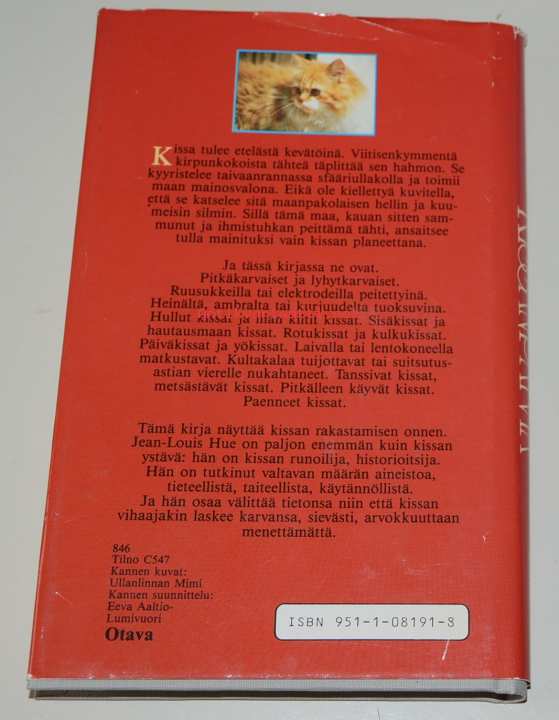 Kissa tulee etelästä kevätöinä. Viitisenkymmentä
kirpunkokoista tähteä täplittää sen hahmon. Se
kyyristelee taivaanrannassa sfääriullakolla ja toimii
maan mainosvalona. Eikä ole kiellettyä kuvitella,
että se katselee sitä maanpakolaisen hellin ja kuu-
meisin silmin. Sillä tämä maa, kauan sitten sam-
munut ja ihmistuhkan peittämä tähti, ansaitsee
tulla mainituksi vain kissan planeettana.
Ja tässä kirjassa ne ovat.
Pitkäkarvaiset ja lyhytkarvaiset.
Ruusukkeilla tai elektrodeilla peitettyinä.
Heinältä, ambralta tai kurjuudelta tuoksuvina.
Hullut kissat ja liian kiltit kissat. Sisäkissat ja
hautausmaan kissat. Rotukissat ja kulkukissat.
Päiväkissat ja yökissat. Laivalla tai lentokoneella
matkustavat. Kultakalaa tuijottavat tai suitsutus-
astian vierelle nukahtaneet. Tanssivat kissat,
metsästävät kissat. Pitkälleen käyvät kissat.
Paenneet kissat.
Tämä kirja näyttää kissan rakastamisen onnen.
Jean-Louis Hue on paljon enemmän kuin kissan
ystävä: hän on kissan runoilija, historioitsija.
Hän on tutkinut valtavan määrän aineistoa,
tieteellistä, taiteellista, käytännöllistä.
Ja hän osaa välittää tietonsa niin että kissan
vihaajakin laskee karvansa, sievästi, arvokkuuttaan
menettämättä.
846
Tilno C547
Kannen kuvat:
Ullanlinnan Mimi
Kannen suunnittelu:
Eeva Aaltio-
Lumivuori
Otava
ISBN 951-1-08191-8